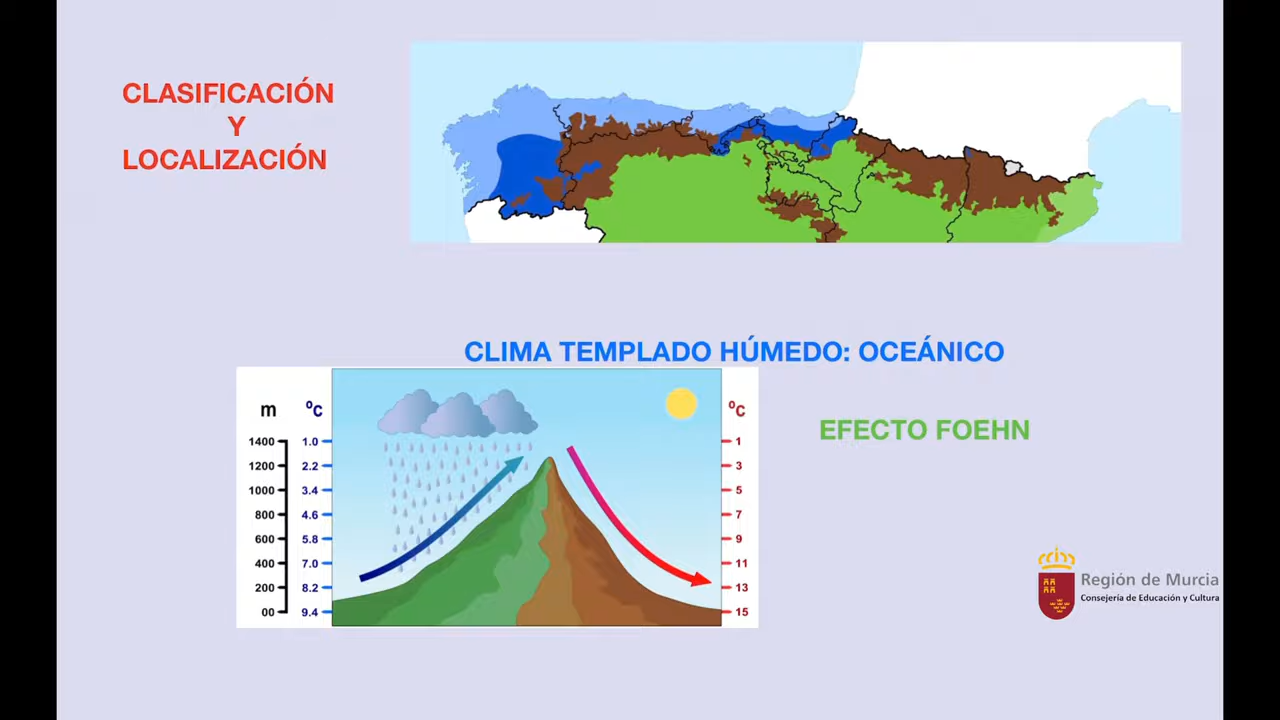 CLASIFICACIÓN
Y
LOCALIZACIÓN
CLIMA TEMPLADO HÚMEDO: OCEÁNICO
EFECTO FOEHN
m ºC ºC
1400 1.0 1
1200 2.2 3
1000 3.4 5
800 4.6 7
600 5.8 9
400 7.0 11
200 8.2 13
00 9.4 15
Región de Murcia
Consejería de Educación y Cultura